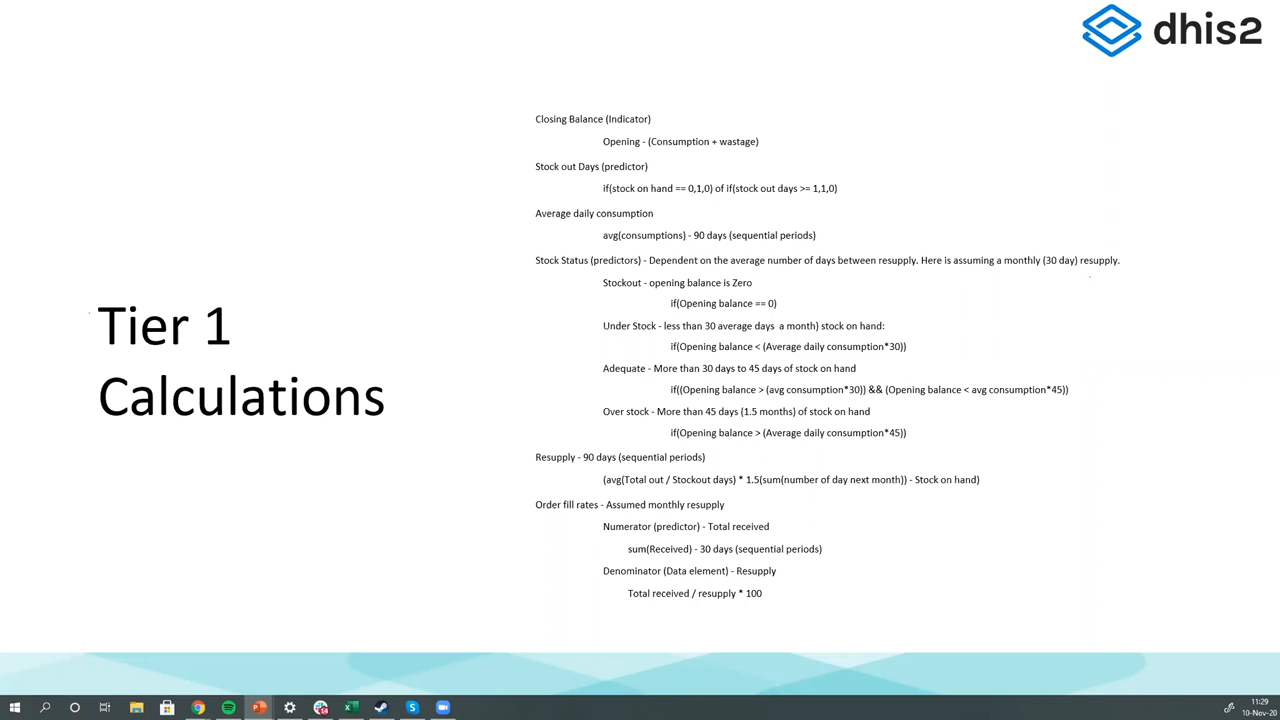 dhis2
Tier 1
Calculations
Closing Balance (Indicator)
Opening - (Consumption + wastage)
Stock out Days (predictor)
if(stock on hand == 0,1,0) of if(stock out days >= 1,1,0)
Average daily consumption
avg(consumptions) - 90 days (sequential periods)
Stock Status (predictors) - Dependent on the average number of days between resupply. Here is assuming a monthly (30 day) resupply.
Stockout - opening balance is Zero
if(Opening balance == 0)
Under Stock - less than 30 average days  a month) stock on hand:
if(Opening balance < (Average daily consumption*30))
Adequate - More than 30 days to 45 days of stock on hand
if((Opening balance > (avg consumption*30)) && (Opening balance < avg consumption*45))
Over stock - More than 45 days (1.5 months) of stock on hand
if(Opening balance > (Average daily consumption*45))
Resupply - 90 days (sequential periods)
(avg(Total out / Stockout days) * 1.5(sum(number of day next month)) - Stock on hand)
Order fill rates - Assumed monthly resupply
Numerator (predictor) - Total received
sum(Received) - 30 days (sequential periods)
Denominator (Data element) - Resupply
Total received / resupply * 100
11:29
10-Nov-20